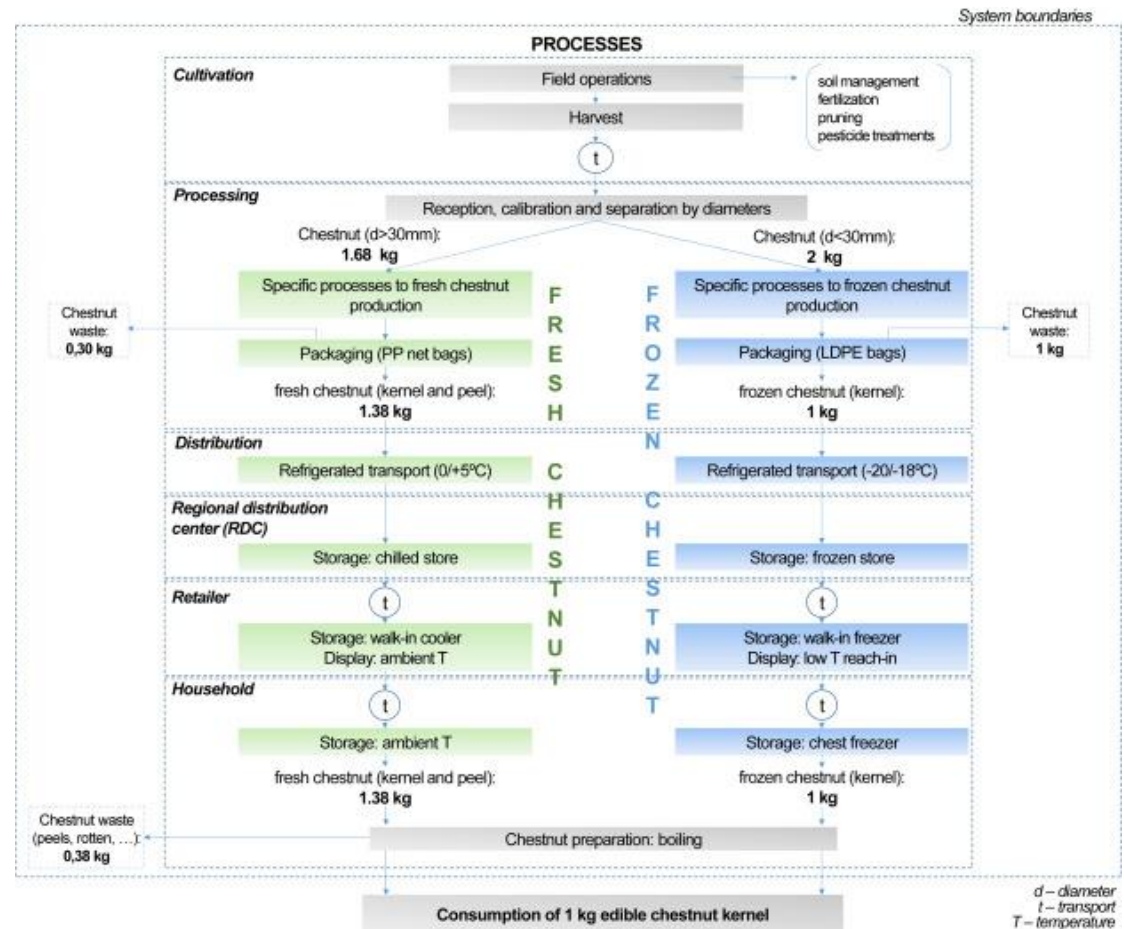 System boundaries
PROCESSES
Cultivation
Field operations
soil management
fertilization
pruning
pesticide treatments
Harvest
t
Processing
Reception, calibration and separation by diameters
Chestnut (d>30mm):
1.68 kg
Chestnut (d<30mm):
2 kg
Specific processes to fresh chestnut
production
Specific processes to frozen chestnut
production
FRESH CHESTNUT
FROZEN CHESTNUT
Chestnut
waste:
0,30 kg
Chestnut
waste:
1 kg
Packaging (PP net bags)
Packaging (LDPE bags)
fresh chestnut (kernel and peel):
1.38 kg
frozen chestnut (kernel):
1 kg
Distribution
Refrigerated transport (0/+5ºC)
Refrigerated transport (-20/-18ºC)
Regional distribution
center (RDC)
Storage: chilled store
Storage: frozen store
Retailer
t
t
Storage: walk-in cooler
Display: ambient T
Storage: walk-in freezer
Display: low T reach-in
Household
t
t
Storage: ambient T
Storage: chest freezer
fresh chestnut (kernel and peel):
1.38 kg
frozen chestnut (kernel):
1 kg
Chestnut waste
(peels, rotten, …):
0,38 kg
Chestnut preparation: boiling
Consumption of 1 kg edible chestnut kernel
d – diameter
t – transport
T – temperature